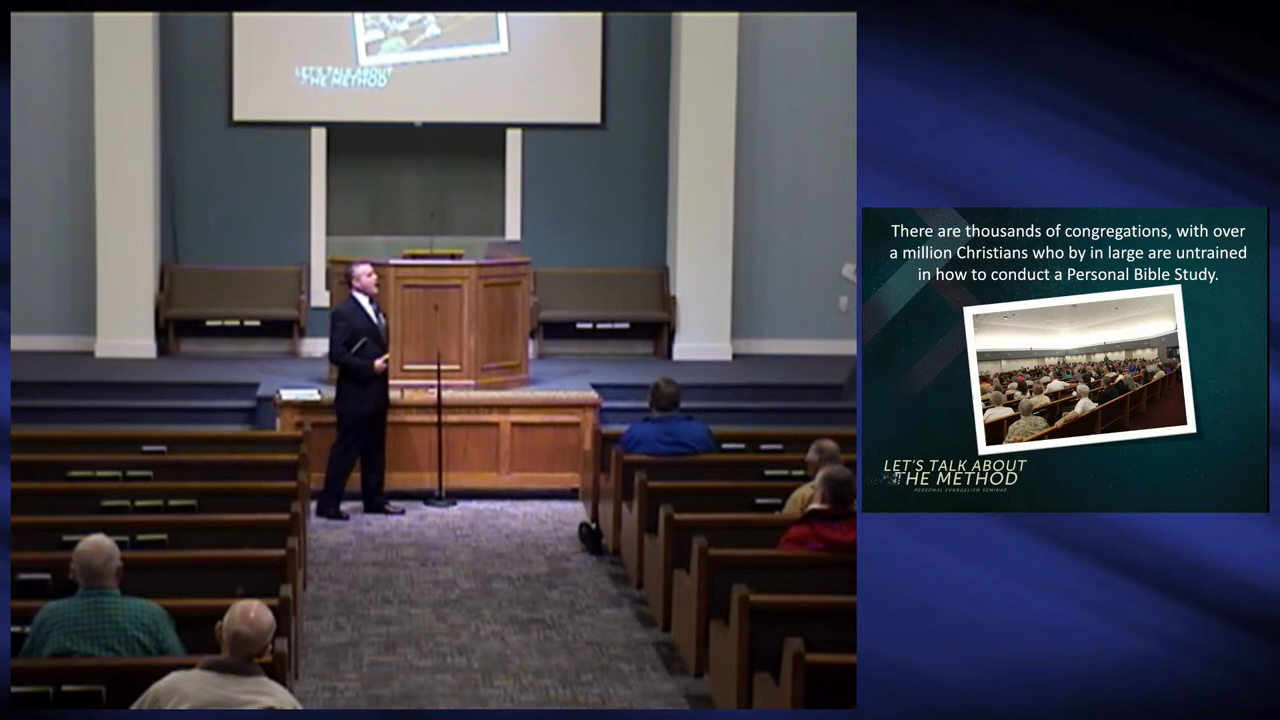 LET'S TALK ABOUT
THE METHOD
There are thousands of congregations, with over
a million Christians who by in large are untrained
in how to conduct a Personal Bible Study.
LET'S TALK ABOUT
THE METHOD
PERSONAL EVANGELISM SEMINAR